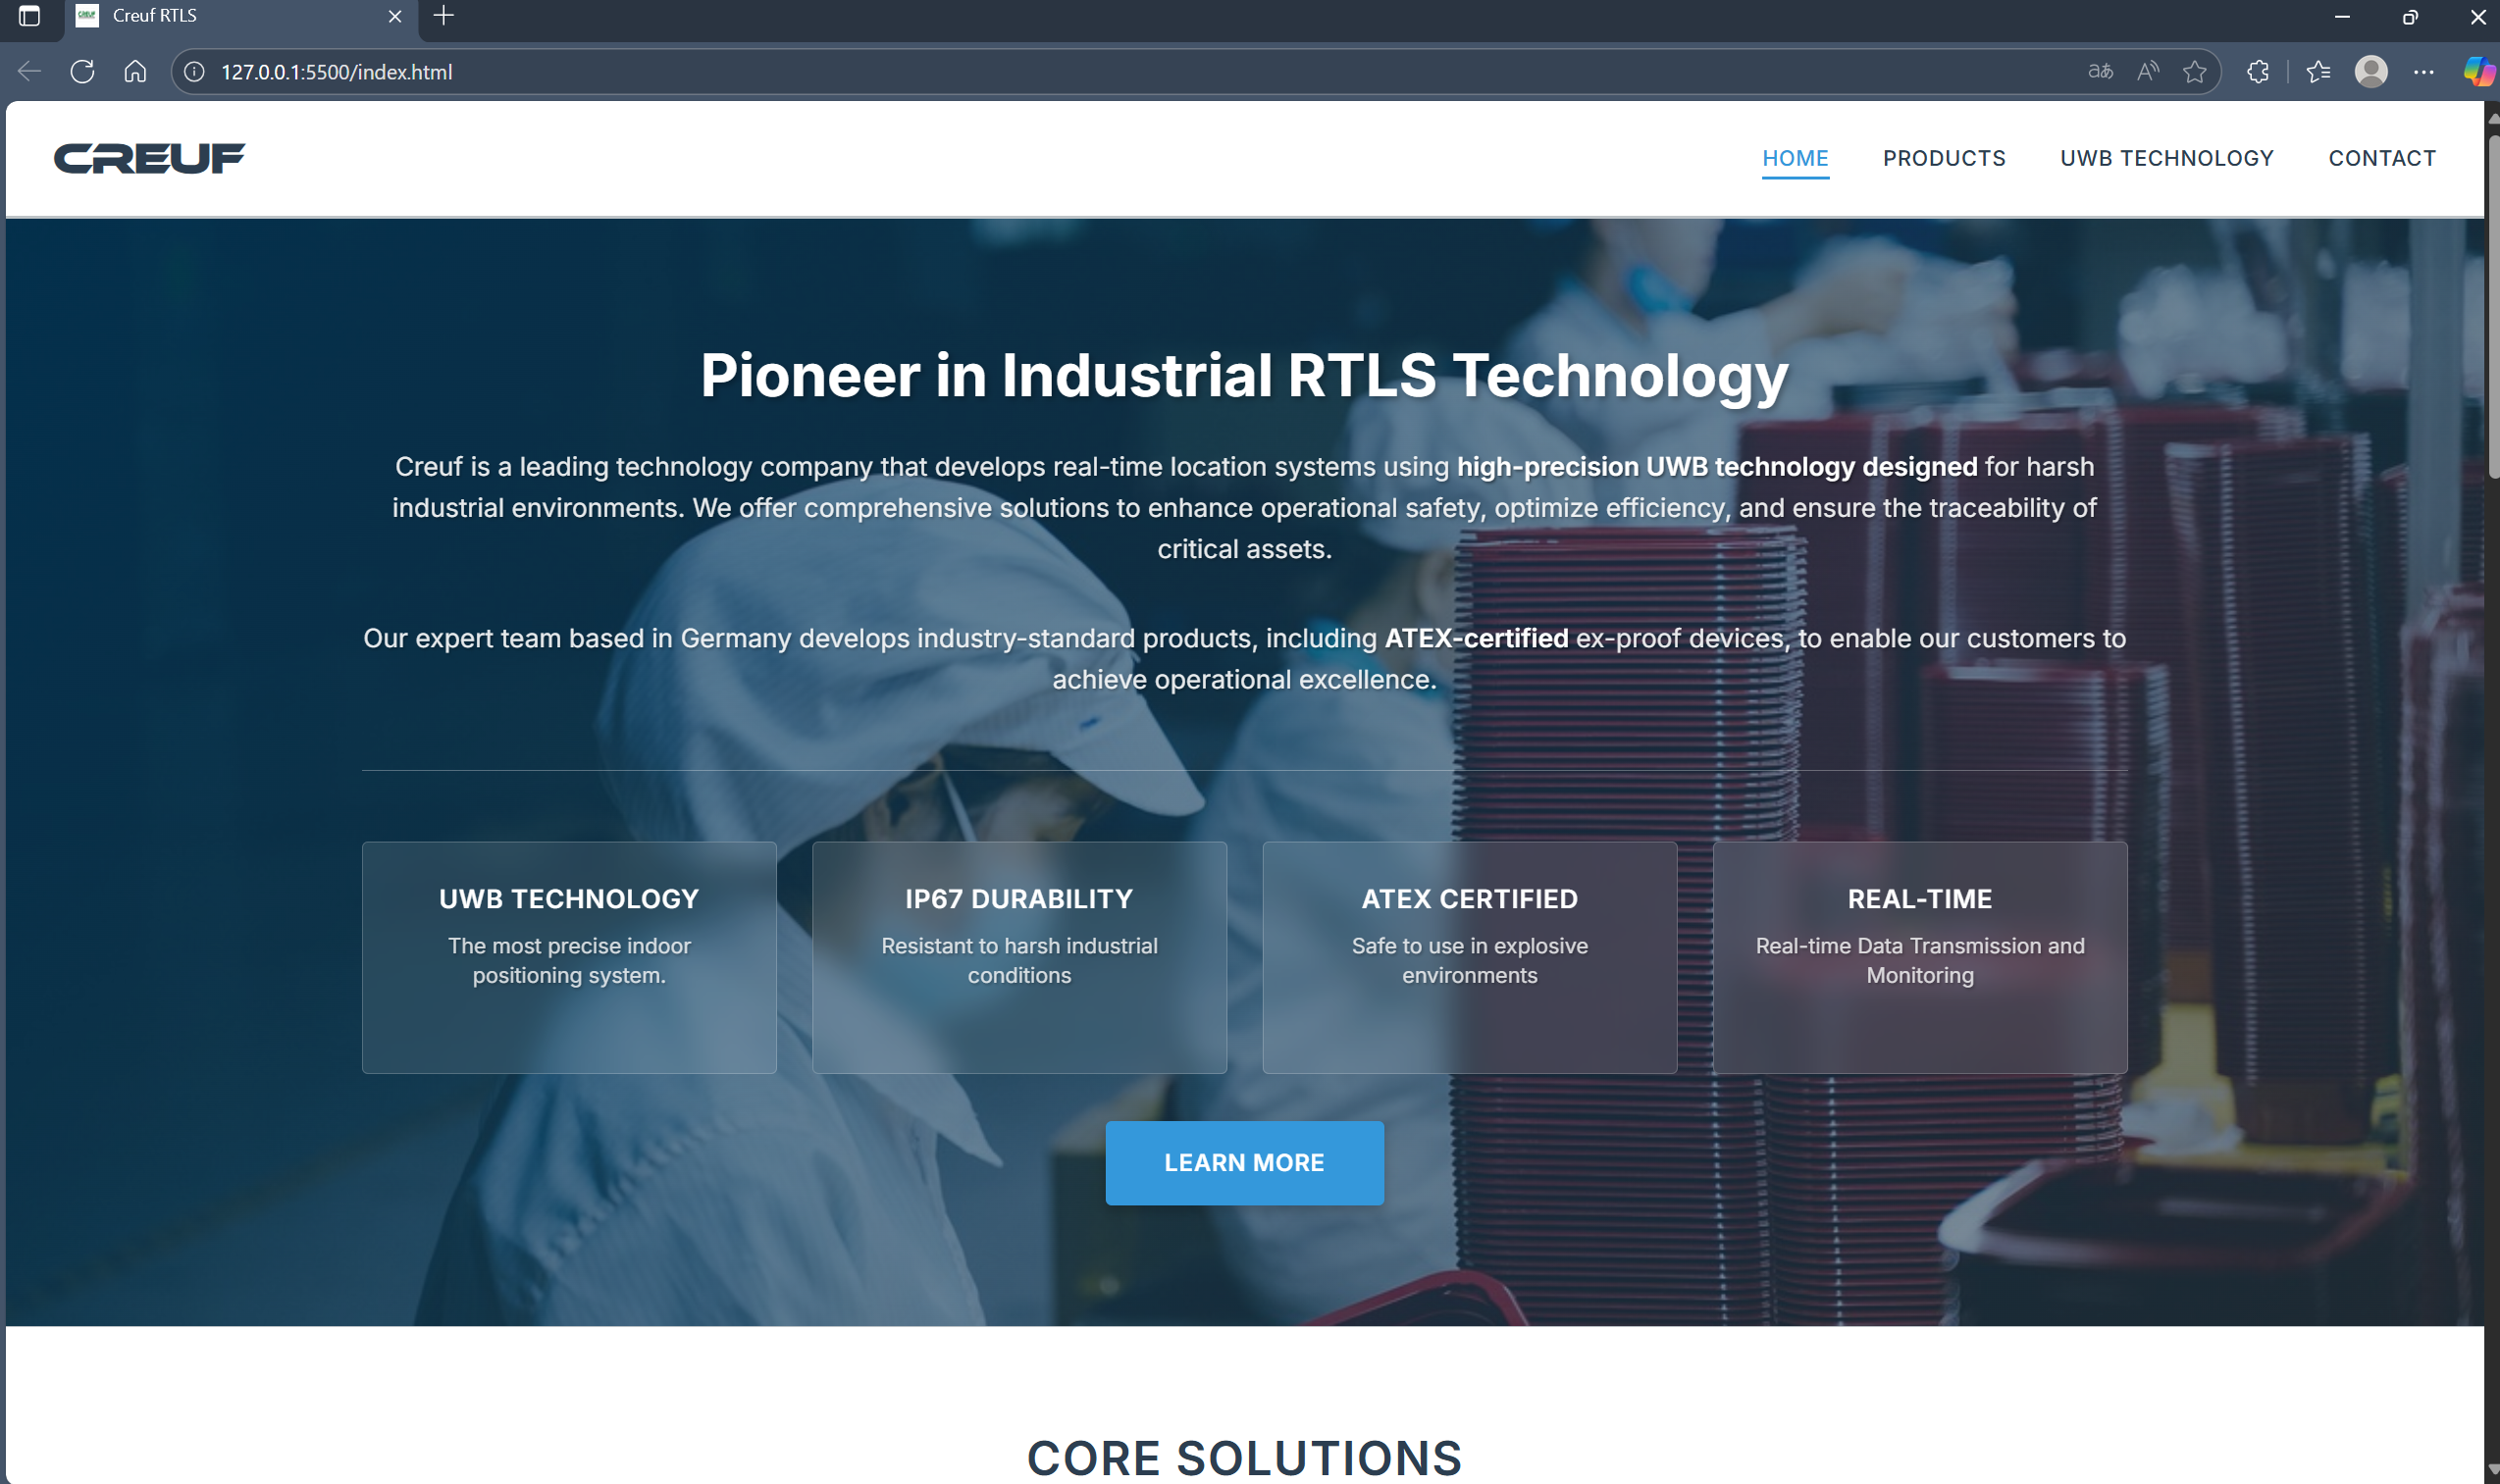 Creuf RTLS
127.0.0.1:5500/index.html
CREUF
HOME PRODUCTS UWB TECHNOLOGY CONTACT
Pioneer in Industrial RTLS Technology
Creuf is a leading technology company that develops real-time location systems using high-precision UWB technology designed for harsh
industrial environments. We offer comprehensive solutions to enhance operational safety, optimize efficiency, and ensure the traceability of
critical assets.
Our expert team based in Germany develops industry-standard products, including ATEX-certified ex-proof devices, to enable our customers to
achieve operational excellence.
UWB TECHNOLOGY
The most precise indoor
positioning system.
IP67 DURABILITY
Resistant to harsh industrial
conditions
ATEX CERTIFIED
Safe to use in explosive
environments
REAL-TIME
Real-time Data Transmission and
Monitoring
LEARN MORE
CORE SOLUTIONS